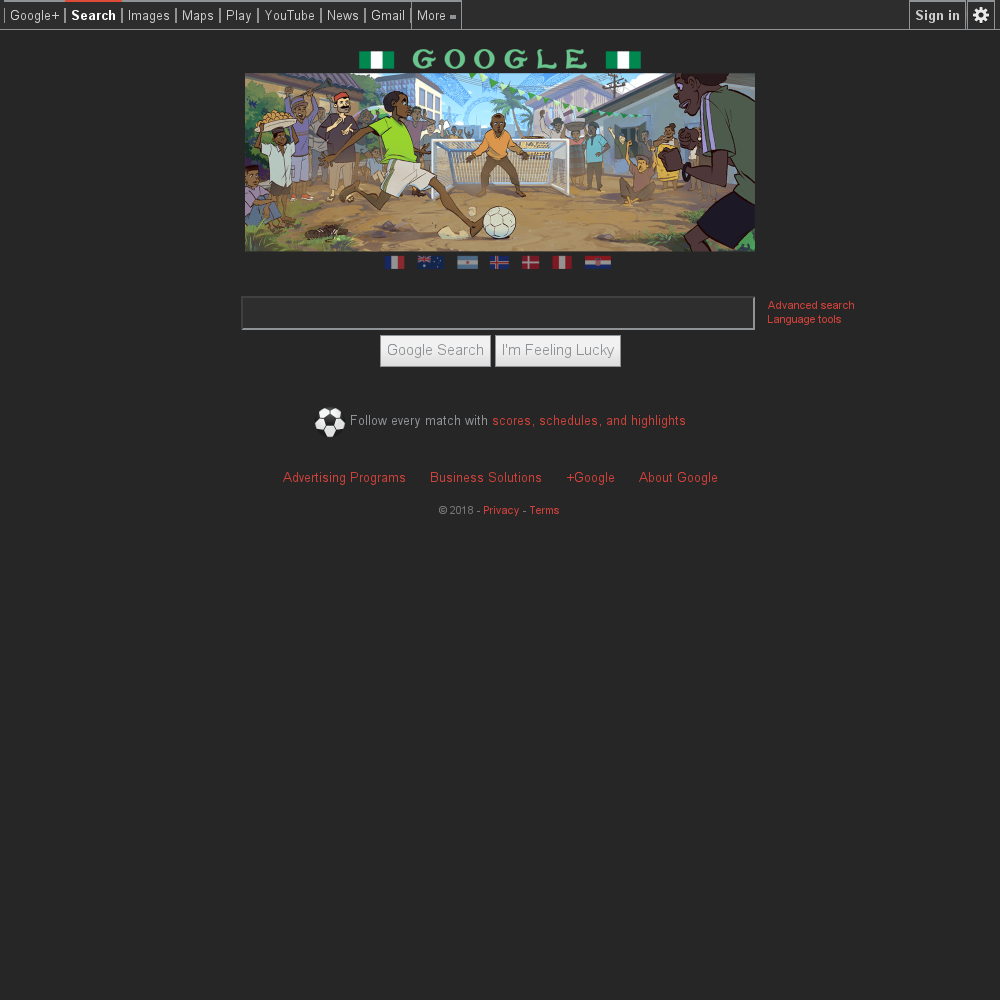 Google+ Search Images Maps Play YouTube News Gmail More Sign in
GOOGLE
Advanced search
Language tools
Google Search I'm Feeling Lucky
Follow every match with scores, schedules, and highlights
Advertising Programs Business Solutions +Google About Google
© 2018 - Privacy - Terms